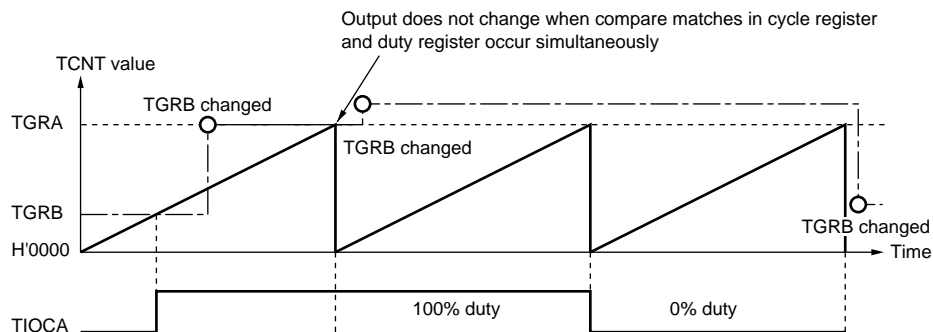 Output does not change when compare matches in cycle register
and duty register occur simultaneously
TCNT value
TGRB changed
TGRA
TGRB changed
TGRB
TGRB changed
H'0000
Time
100% duty
0% duty
TIOCA